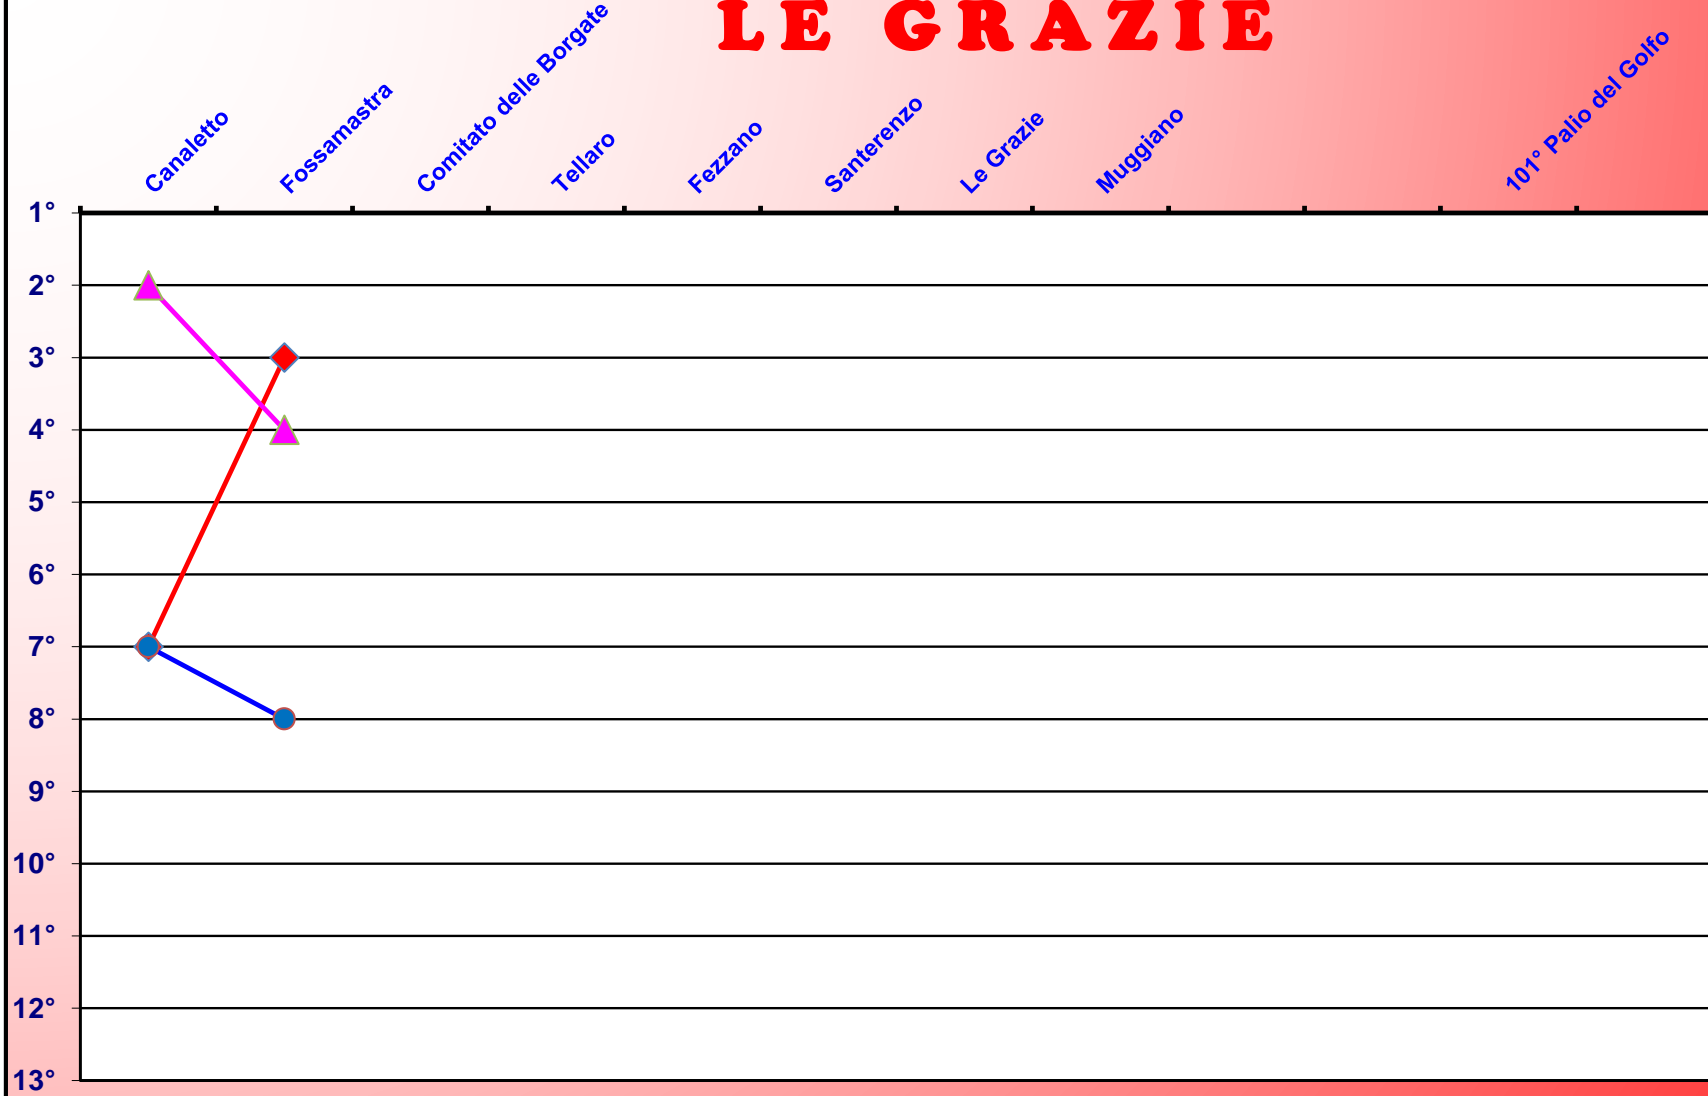 LE GRAZIE
Canaletto
Fossamastra
Comitato delle Borgate
Tellaro
Fezzano
Santerenzo
Le Grazie
Muggiano
101° Palio del Golfo
1°
2°
3°
4°
5°
6°
7°
8°
9°
10°
11°
12°
13°